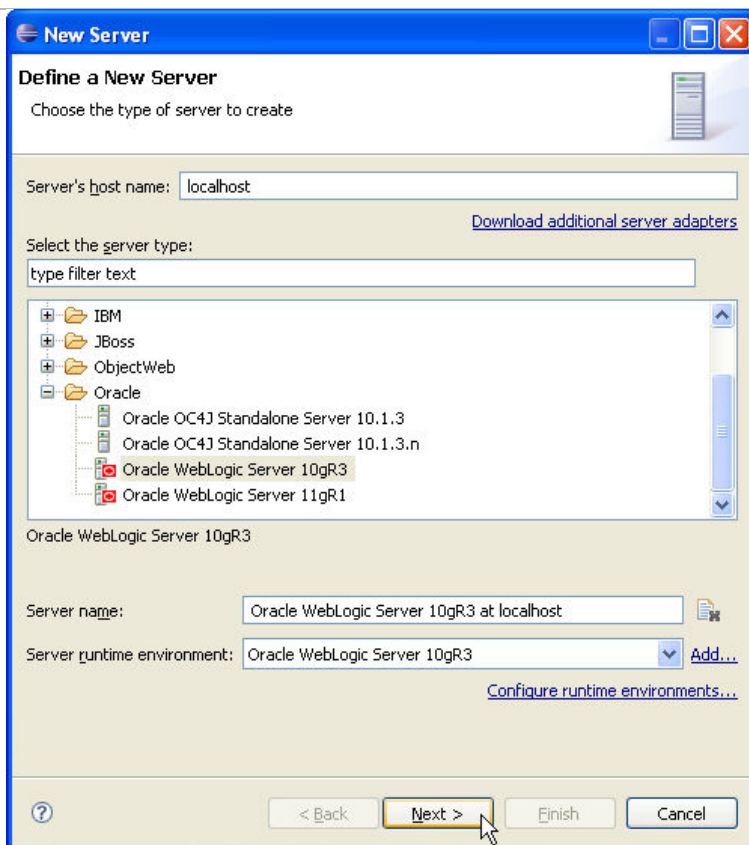 New Server
Define a New Server
Choose the type of server to create
Server's host name: localhost
Download additional server adapters
Select the server type:
type filter text
IBM
JBoss
ObjectWeb
Oracle
Oracle OC4J Standalone Server 10.1.3
Oracle OC4J Standalone Server 10.1.3.n
Oracle WebLogic Server 10gR3
Oracle WebLogic Server 11gR1
Oracle WebLogic Server 10gR3
Server name: Oracle WebLogic Server 10gR3 at localhost
Server runtime environment: Oracle WebLogic Server 10gR3 Add...
Configure runtime environments...
? < Back Next > Finish Cancel